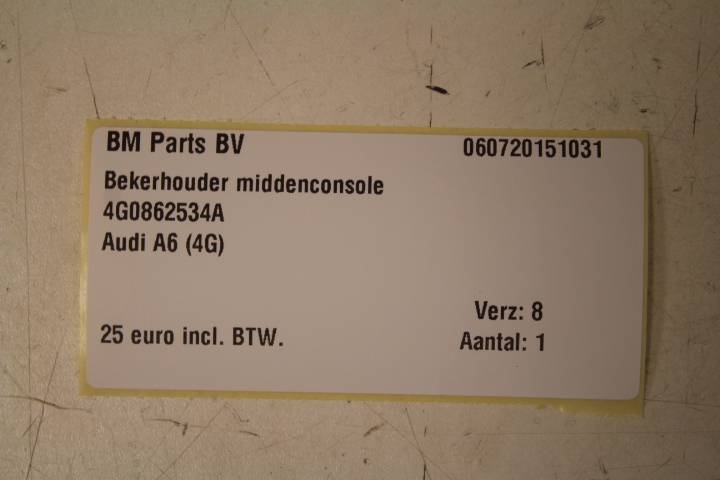 BM Parts BV 060720151031
Bekerhouder middenconsole
4G0862534A
Audi A6 (4G)
Verz: 8
25 euro incl. BTW. Aantal: 1